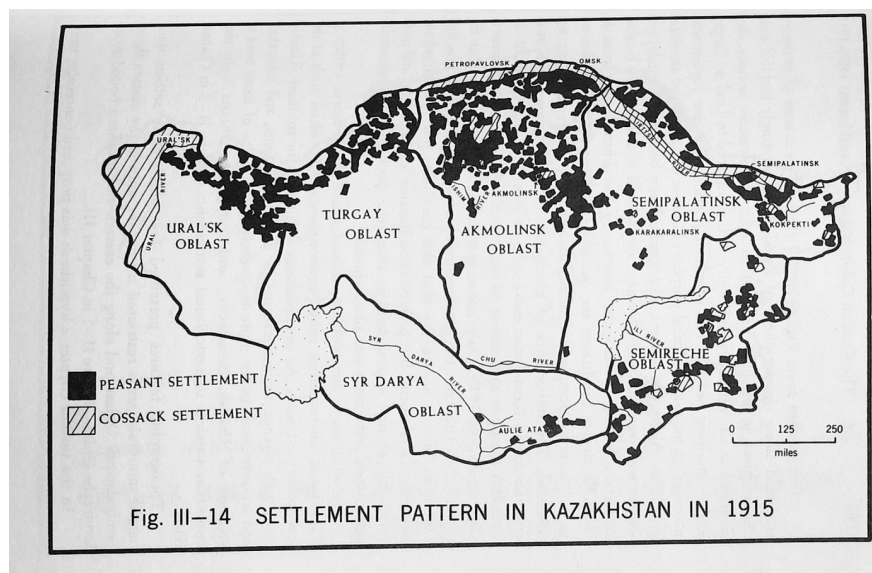 PETROPAVLOVSK
OMSK
URAL'SK
IRTYSH
RIVER
SEMIPALATINSK
RIVER
URAL
ISHIM
RIVER
AKMOLINSK
URAL'SK
OBLAST
TURGAY
OBLAST
AKMOLINSK
OBLAST
SEMIPALATINSK
OBLAST
KARAKARALINSK
KOKPEKTI
SYR
DARYA
RIVER
CHU
RIVER
ILI RIVER
SEMIRECHE
OBLAST
SYR DARYA
OBLAST
AULIE ATA
PEASANT SETTLEMENT
COSSACK SETTLEMENT
0 125 250
miles
Fig. III—14 SETTLEMENT PATTERN IN KAZAKHSTAN IN 1915